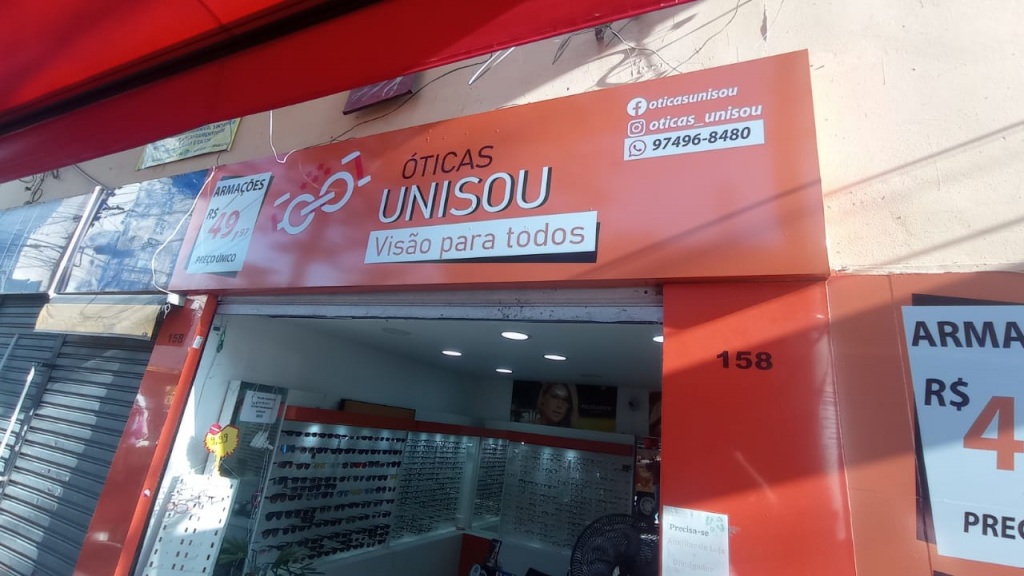 oticasunisou
oticas_unisou
97496-8480
ÓTICAS
UNISOU
Visão para todos
ARMAÇÕES
R$
49
PREÇO ÚNICO
158
158
ARMA
R$
4
PREÇ
Precisa-se